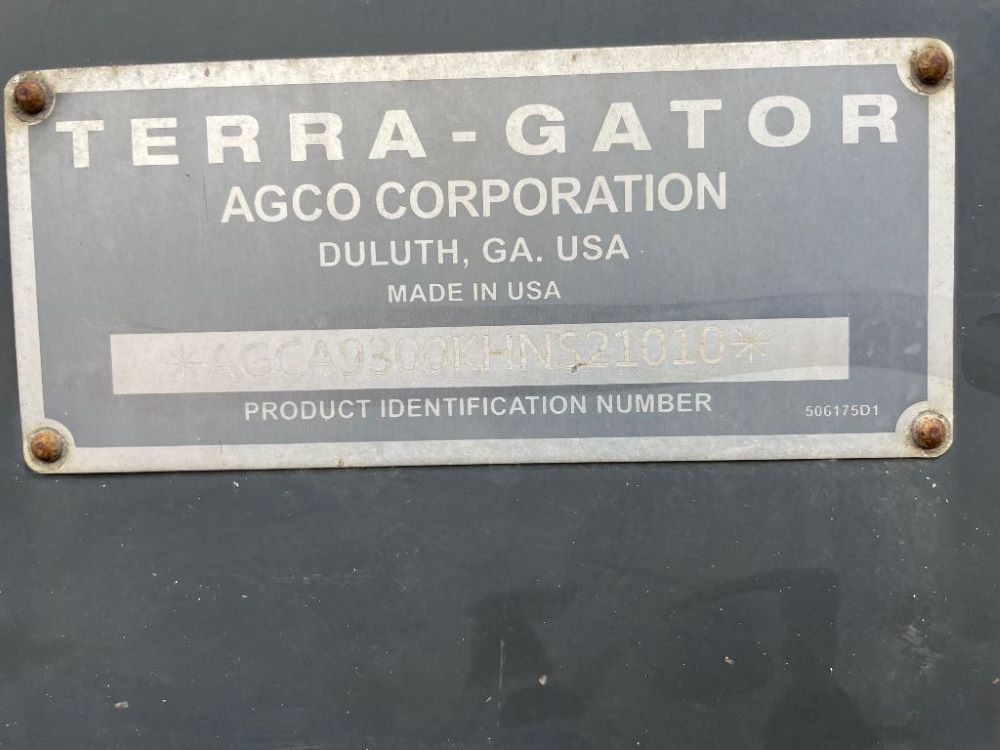 TERRA-GATOR
AGCO CORPORATION
DULUTH, GA. USA
MADE IN USA
*AGCA9300KHNS21010*
PRODUCT IDENTIFICATION NUMBER
506175D1